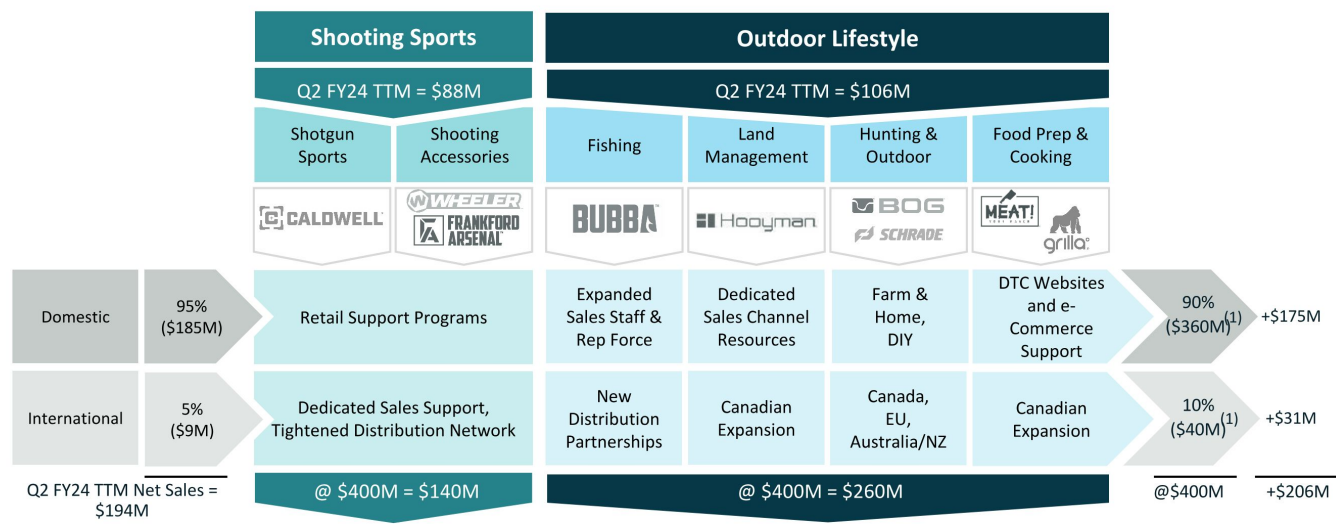 Shooting Sports
Outdoor Lifestyle
Q2 FY24 TTM = $88M
Q2 FY24 TTM = $106M
Shotgun
Sports
Shooting
Accessories
Fishing
Land
Management
Hunting &
Outdoor
Food Prep &
Cooking
CALDWELL
WHEELER
FRANKFORD
ARSENAL™
BUBBA™
Hooyman
BOG
SCHRADE
MEAT!
grilla
Domestic
95%
($185M)
Retail Support Programs
Expanded
Sales Staff &
Rep Force
Dedicated
Sales Channel
Resources
Farm &
Home,
DIY
DTC Websites
and e-
Commerce
Support
90%
($360M)(1)
+$175M
International
5%
($9M)
Dedicated Sales Support,
Tightened Distribution Network
New
Distribution
Partnerships
Canadian
Expansion
Canada,
EU,
Australia/NZ
Canadian
Expansion
10%
($40M)(1)
+$31M
Q2 FY24 TTM Net Sales =
$194M
@ $400M = $140M
@ $400M = $260M
@$400M
+$206M